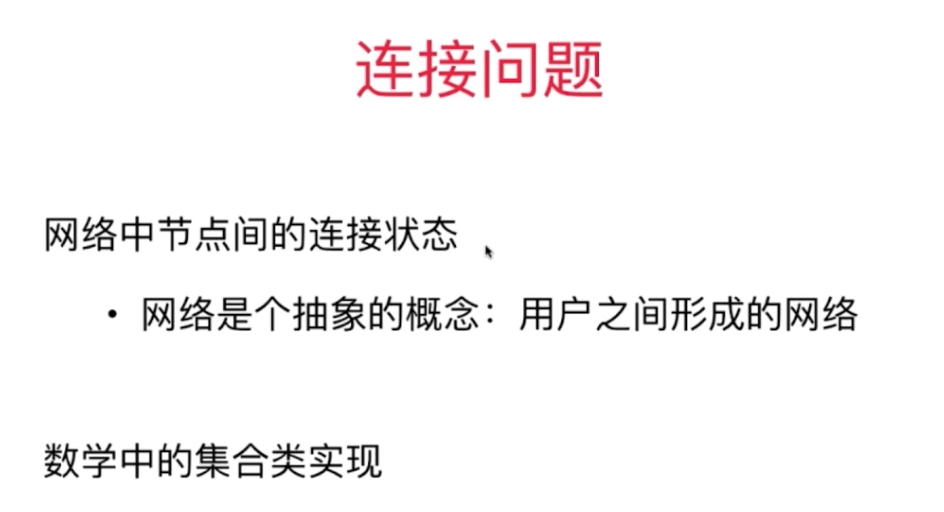 连接问题
网络中节点间的连接状态
• 网络是个抽象的概念：用户之间形成的网络
数学中的集合类实现